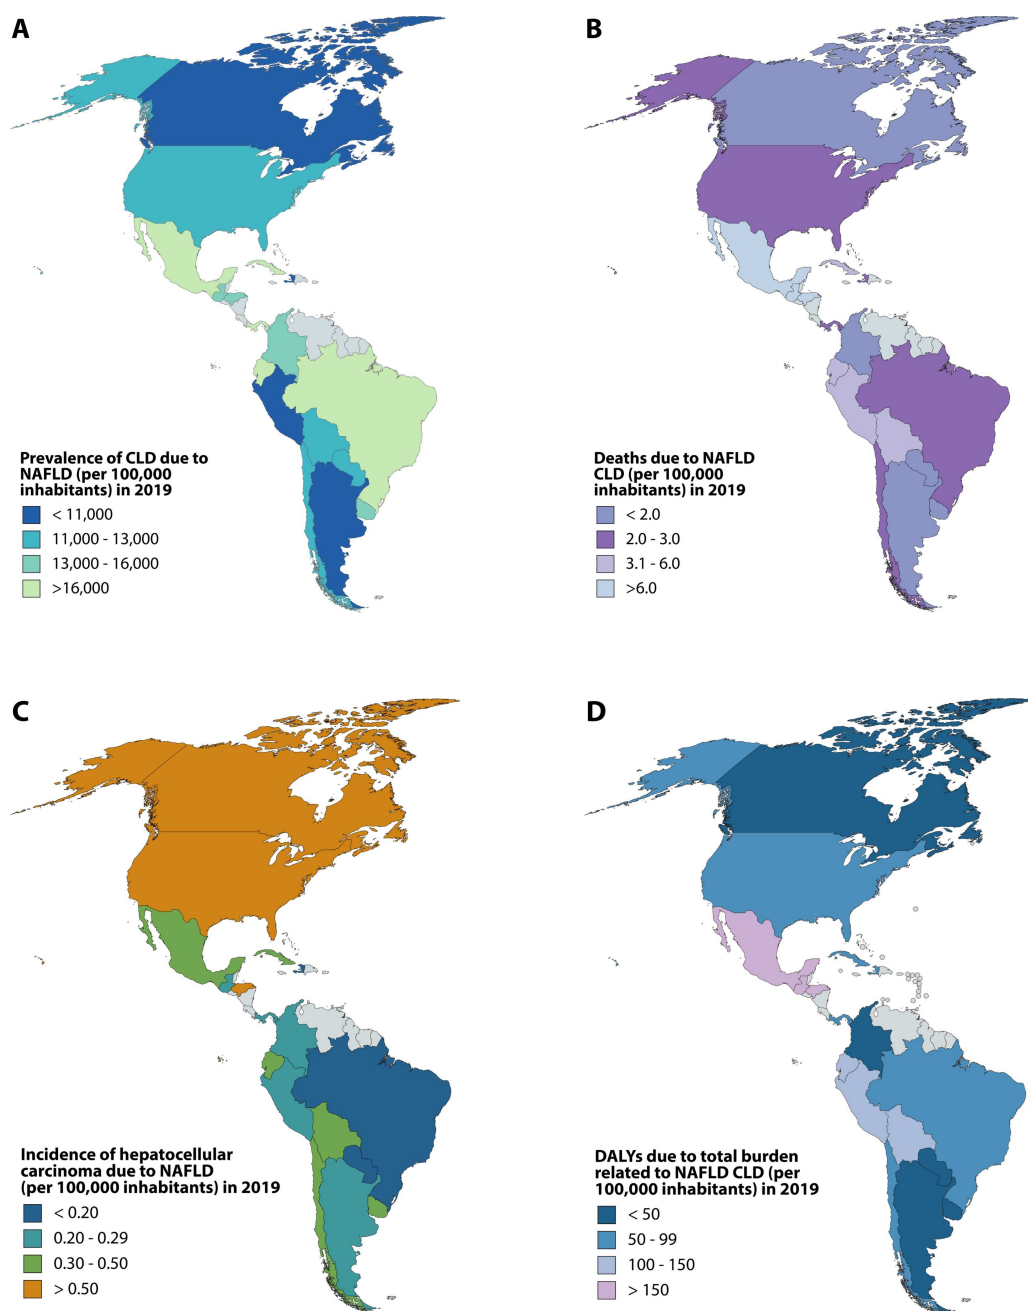 A
Prevalence of CLD due to
NAFLD (per 100,000
inhabitants) in 2019
< 11,000
11,000 - 13,000
13,000 - 16,000
>16,000
B
Deaths due to NAFLD
CLD (per 100,000
inhabitants) in 2019
< 2.0
2.0 - 3.0
3.1 - 6.0
>6.0
C
Incidence of hepatocellular
carcinoma due to NAFLD
(per 100,000 inhabitants) in 2019
< 0.20
0.20 - 0.29
0.30 - 0.50
> 0.50
D
DALYs due to total burden
related to NAFLD CLD (per
100,000 inhabitants) in 2019
< 50
50 - 99
100 - 150
> 150